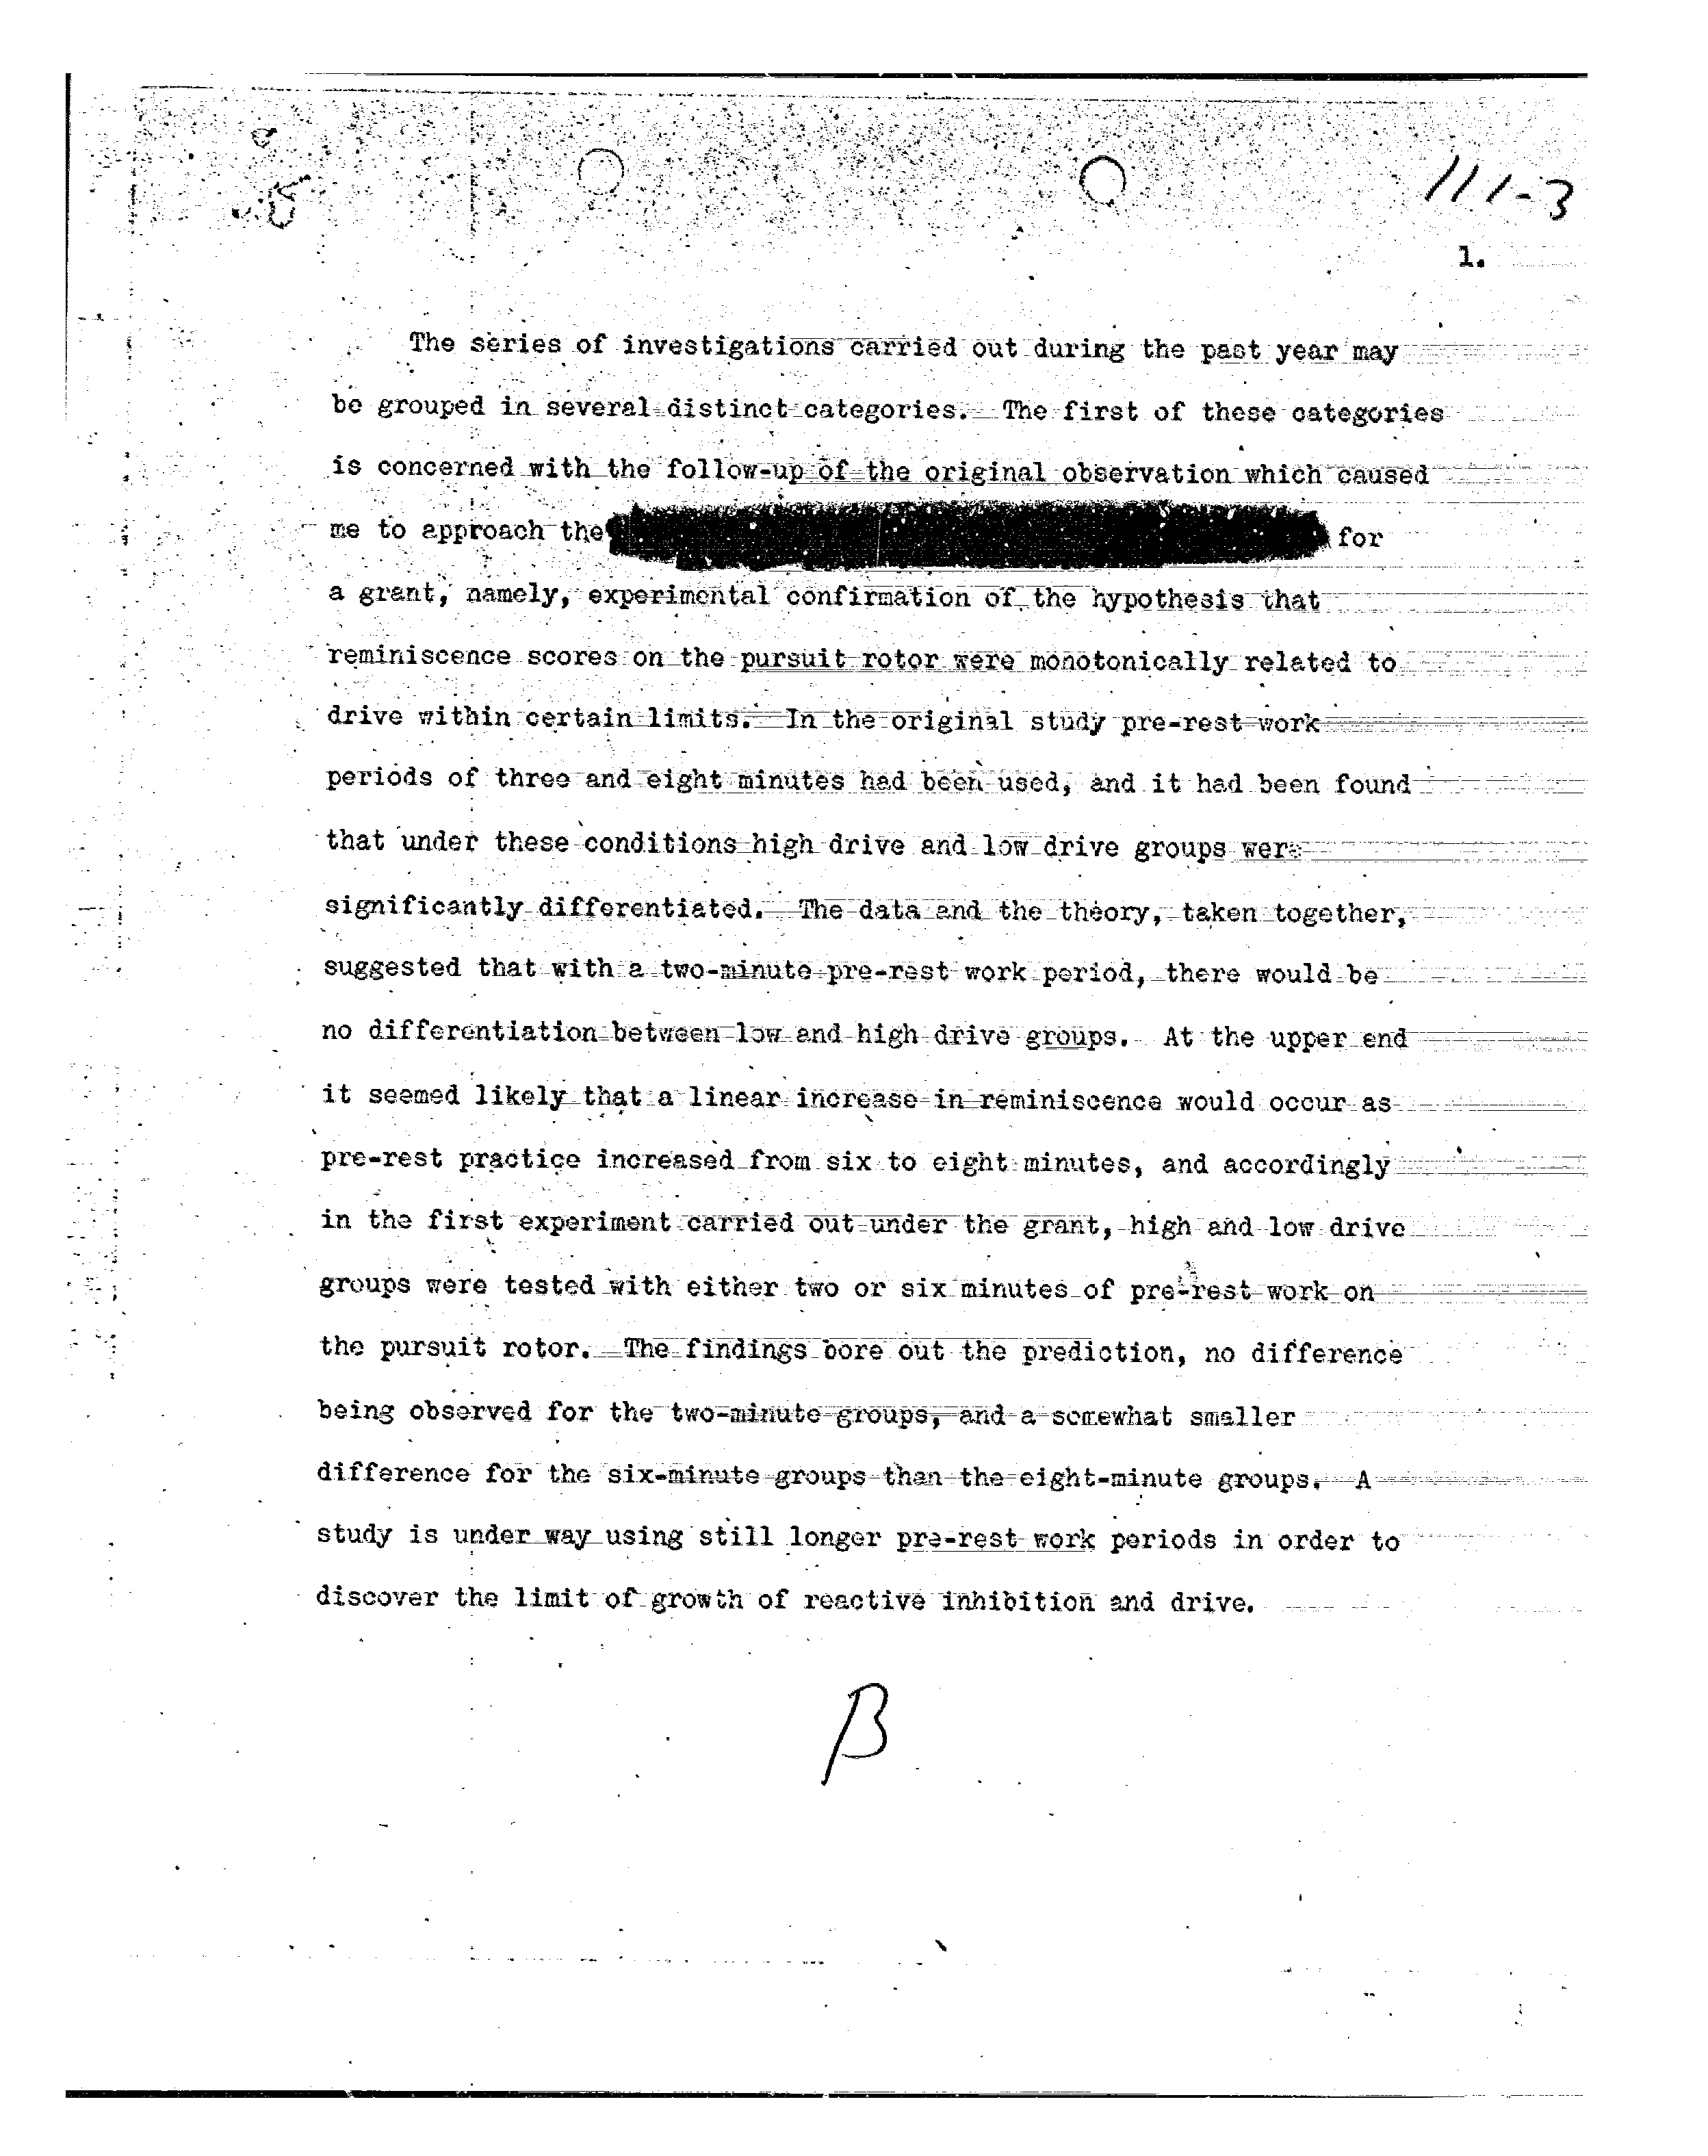 111-3
1.
The series of investigations carried out during the past year may
be grouped in several distinct categories. The first of these categories
is concerned with the follow-up of the original observation which caused
me to approach the for
a grant, namely, experimental confirmation of the hypothesis that
reminiscence scores on the pursuit rotor were monotonically related to
drive within certain limits. In the original study pre-rest work
periods of three and eight minutes had been used, and it had been found
that under these conditions high drive and low drive groups were
significantly differentiated. The data and the theory, taken together,
suggested that with a two-minute pre-rest work period, there would be
no differentiation between low and high drive groups. At the upper end
it seemed likely that a linear increase in reminiscence would occur as
pre-rest practice increased from six to eight minutes, and accordingly
in the first experiment carried out under the grant, high and low drive
groups were tested with either two or six minutes of pre-rest work on
the pursuit rotor. The findings bore out the prediction, no difference
being observed for the two-minute groups, and a somewhat smaller
difference for the six-minute groups than the eight-minute groups. A
study is under way using still longer pre-rest work periods in order to
discover the limit of growth of reactive inhibition and drive.
B